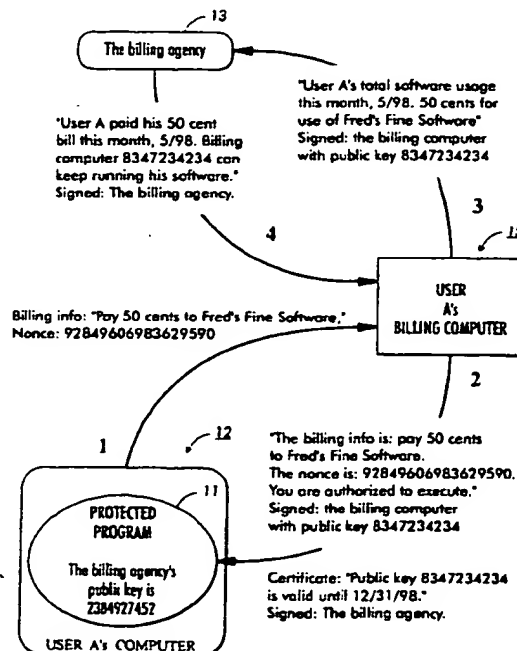 13
The billing agency
"User A paid his 50 cent
bill this month, 5/98. Billing
computer 8347234234 can
keep running his software."
Signed: The billing agency.
"User A's total software usage
this month, 5/98. 50 cents for
use of Fred's Fine Software"
Signed: the billing computer
with public key 8347234234
3
4
USER
A's
BILLING COMPUTER
Billing info: "Pay 50 cents to Fred's Fine Software,"
Nonce: 92849606983629590
2
1
12
"The billing info is: pay 50 cents
to Fred's Fine Software.
The nonce is: 92849606983629590.
You are authorized to execute."
Signed: the billing computer
with public key 8347234234
11
PROTECTED
PROGRAM
The billing agency's
public key is
2384927452
Certificate: "Public key 8347234234
is valid until 12/31/98."
Signed: The billing agency.
USER A's COMPUTER